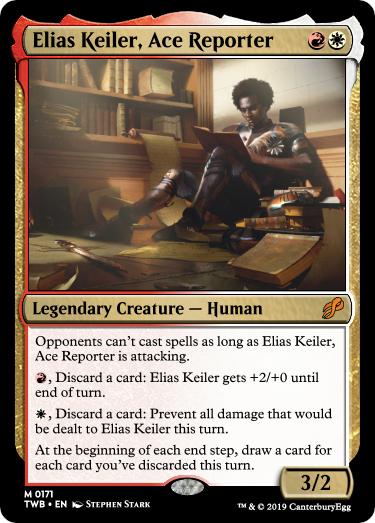 Elias Keiler, Ace Reporter
Legendary Creature — Human
Opponents can't cast spells as long as Elias Keiler,
Ace Reporter is attacking.
, Discard a card: Elias Keiler gets +2/+0 until
end of turn.
, Discard a card: Prevent all damage that would
be dealt to Elias Keiler this turn.
At the beginning of each end step, draw a card for
each card you've discarded this turn.
3/2
M 0171
TWB • EN Stephen Stark
™ & © 2019 CanterburyEgg